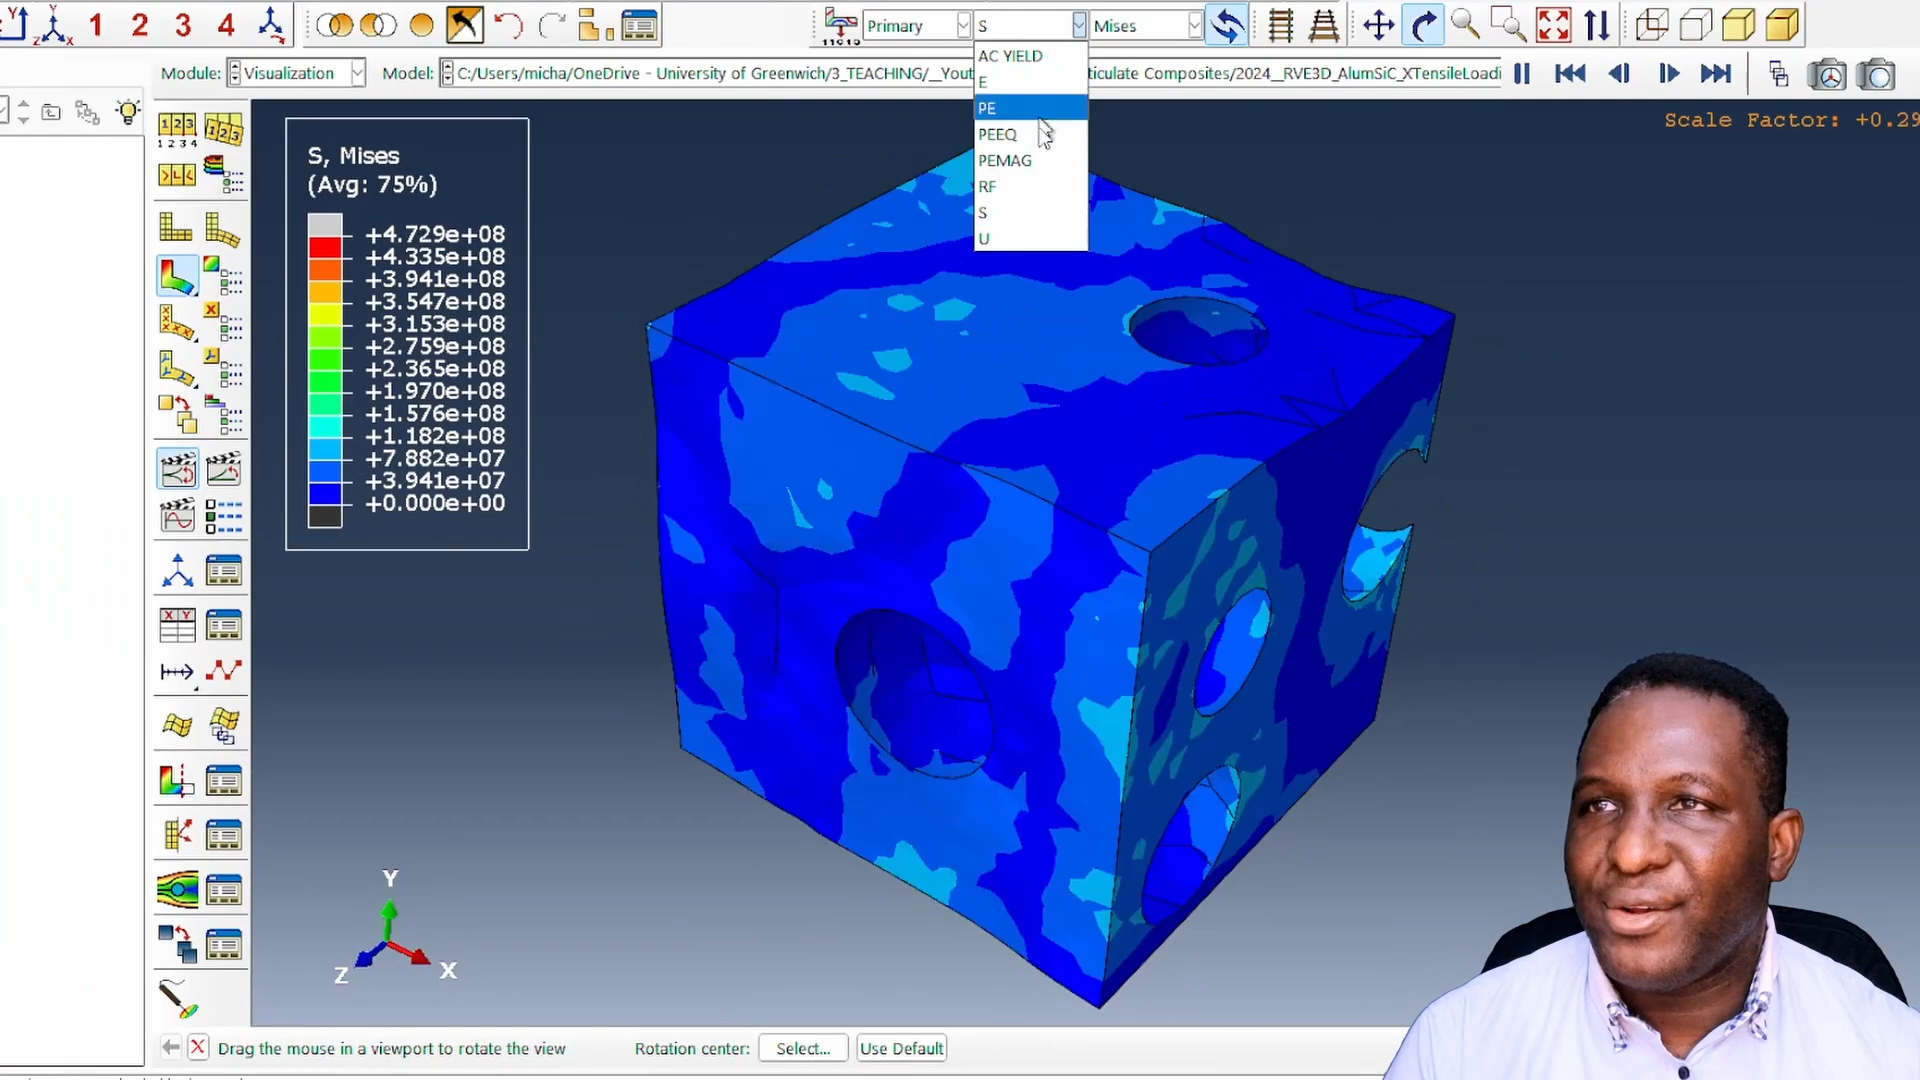 1 2 3 4
Primary
S
Mises
AC YIELD
E
PE
PEEQ
PEMAG
RF
S
U
Module:
Visualization
Model:
C:/Users/micha/OneDrive - University of Greenwich/3_TEACHING/__Yout
ticulate Composites/2024__RVE3D_AlumSiC_XTensileLoadi
Scale Factor: +0.29
S, Mises
(Avg: 75%)
+4.729e+08
+4.335e+08
+3.941e+08
+3.547e+08
+3.153e+08
+2.759e+08
+2.365e+08
+1.970e+08
+1.576e+08
+1.182e+08
+7.882e+07
+3.941e+07
+0.000e+00
Y
Z
X
Drag the mouse in a viewport to rotate the view
Rotation center:
Select...
Use Default